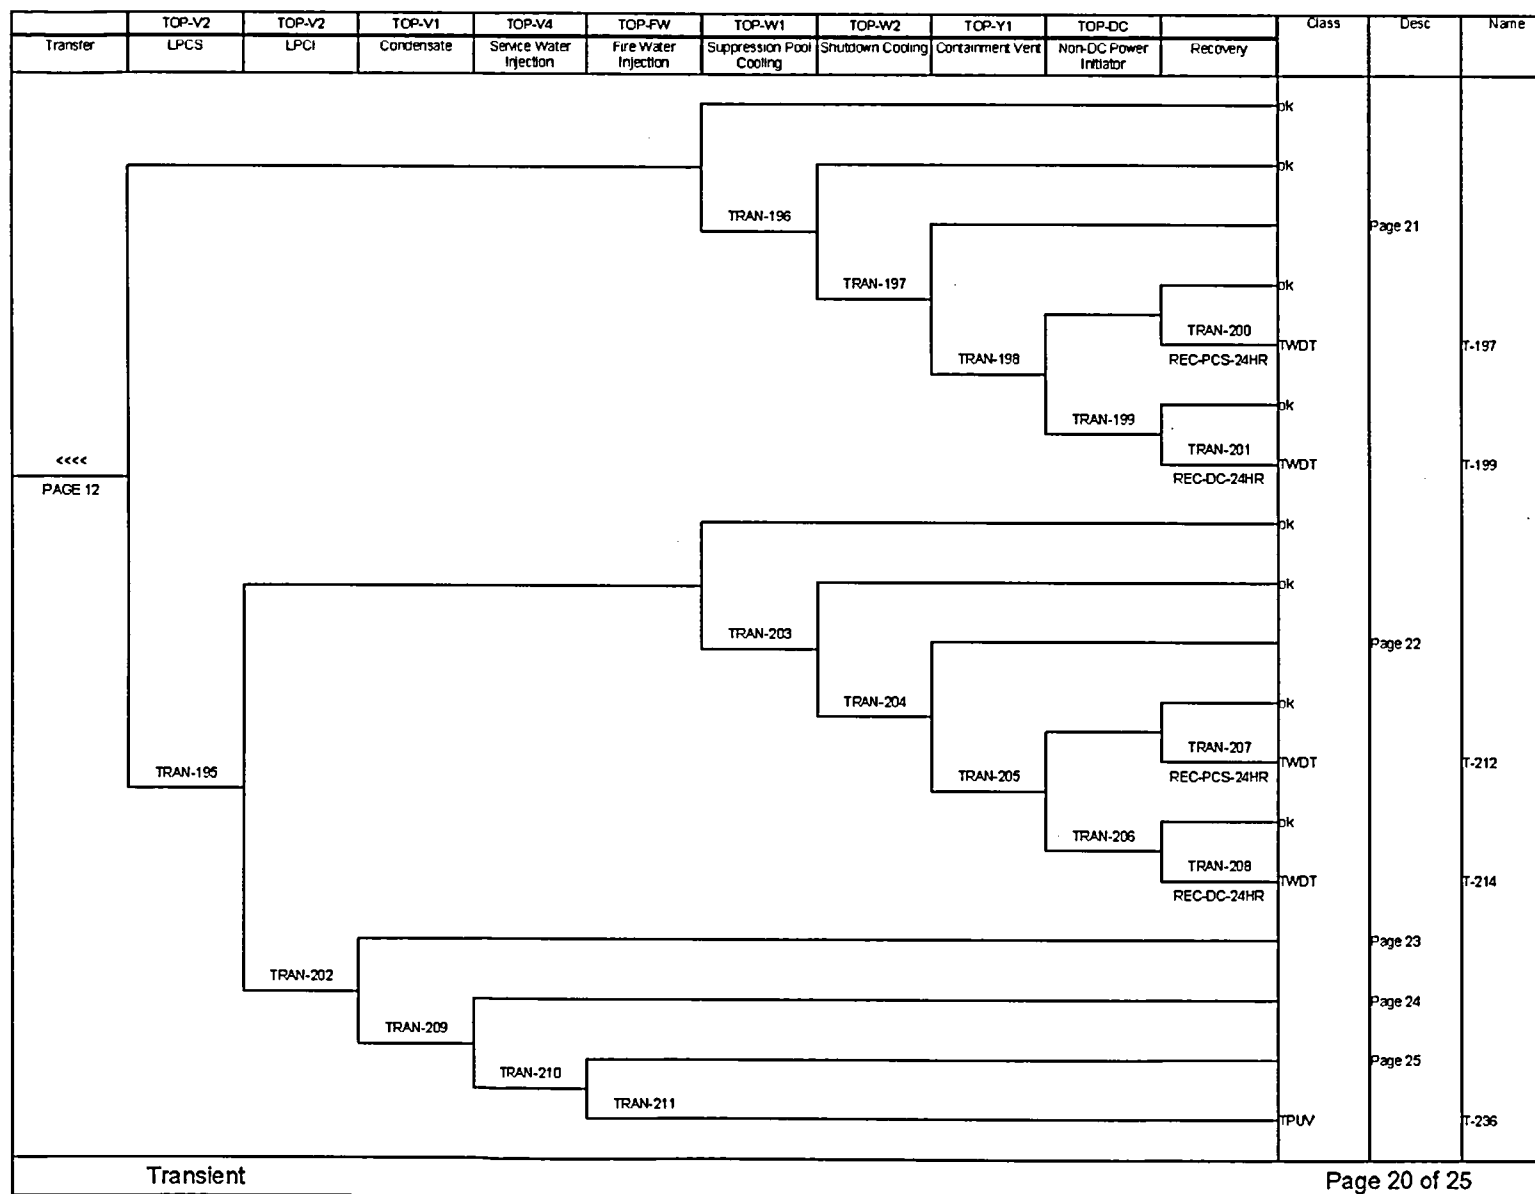 TOP-V2 TOP-V2 TOP-V1 TOP-V4 TOP-FW TOP-W1 TOP-W2 TOP-Y1 TOP-DC Class Desc Name
Transfer LPCS LPCI Condensate Service Water Injection Fire Water Injection Suppression Pool Cooling Shutdown Cooling Containment Vent Non-DC Power Initiator Recovery
ok
ok
TRAN-196
Page 21
TRAN-197
ok
TRAN-200
TWDT T-197
TRAN-198
REC-PCS-24HR
ok
TRAN-199
TRAN-201
<<<<
TWDT T-199
REC-DC-24HR
PAGE 12
ok
ok
TRAN-203
Page 22
TRAN-204
ok
TRAN-207
TWDT T-212
TRAN-195
TRAN-205
REC-PCS-24HR
ok
TRAN-206
TRAN-208
TWDT T-214
REC-DC-24HR
Page 23
TRAN-202
Page 24
TRAN-209
Page 25
TRAN-210
TRAN-211
TPUV T-236
Transient Page 20 of 25